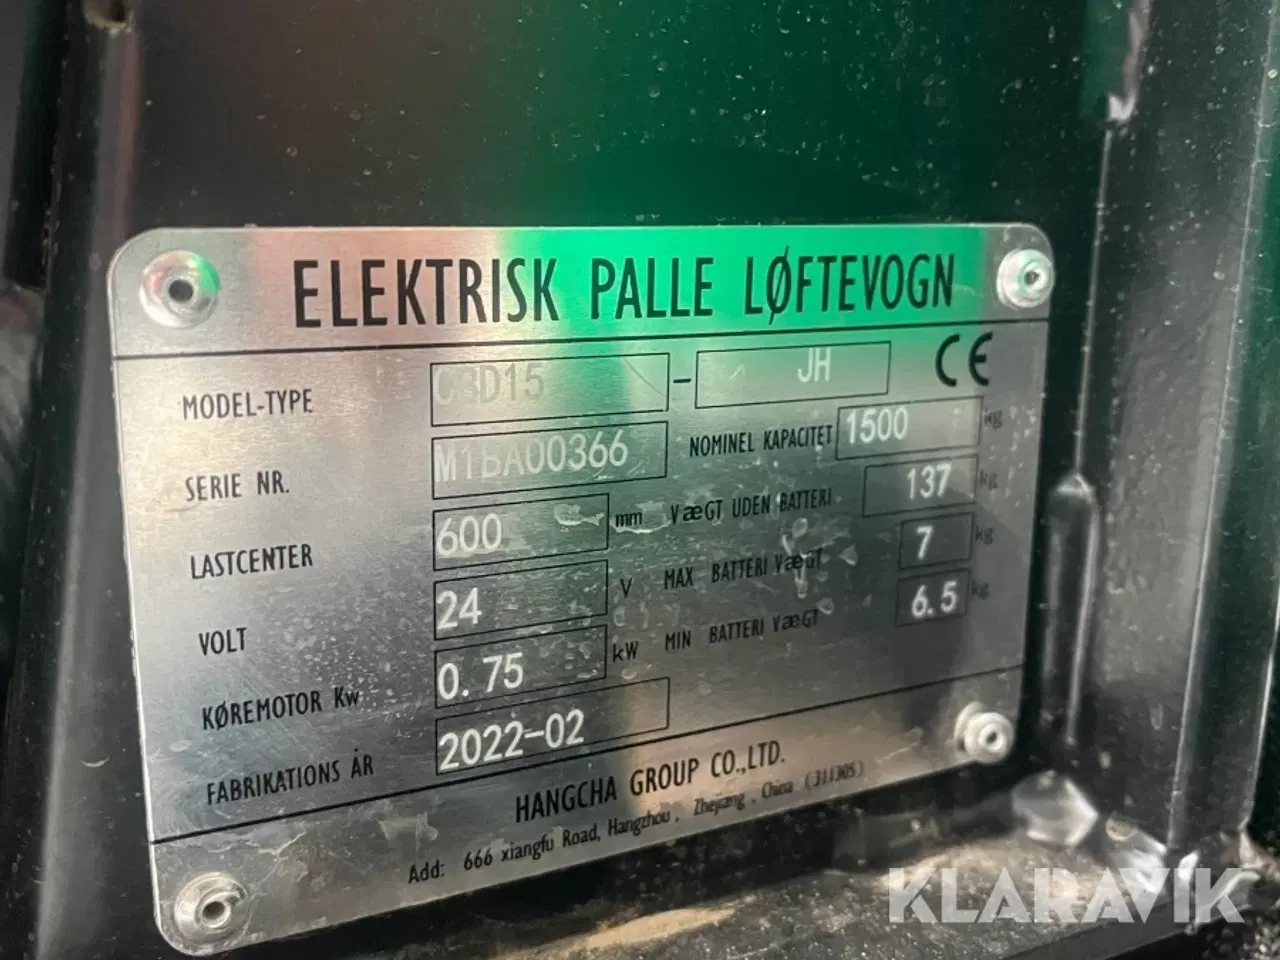 ELEKTRISK PALLE LØFTEVOGN
MODEL-TYPE CBD15 - JH CE
SERIE NR. M1BA00366 NOMINEL KAPACITET 1500 kg
LASTCENTER 600 mm VæGT UDEN BATTERI 137 kg
VOLT 24 V MAX BATTERI VæGT 7 kg
KØREMOTOR Kw 0.75 kW MIN BATTERI VæGT 6.5 kg
FABRIKATIONS ÅR 2022-02
HANGCHA GROUP CO.,LTD.
Add: 666 xiangfu Road, Hangzhou, Zhejiang, China (311305)
KLARAVIK